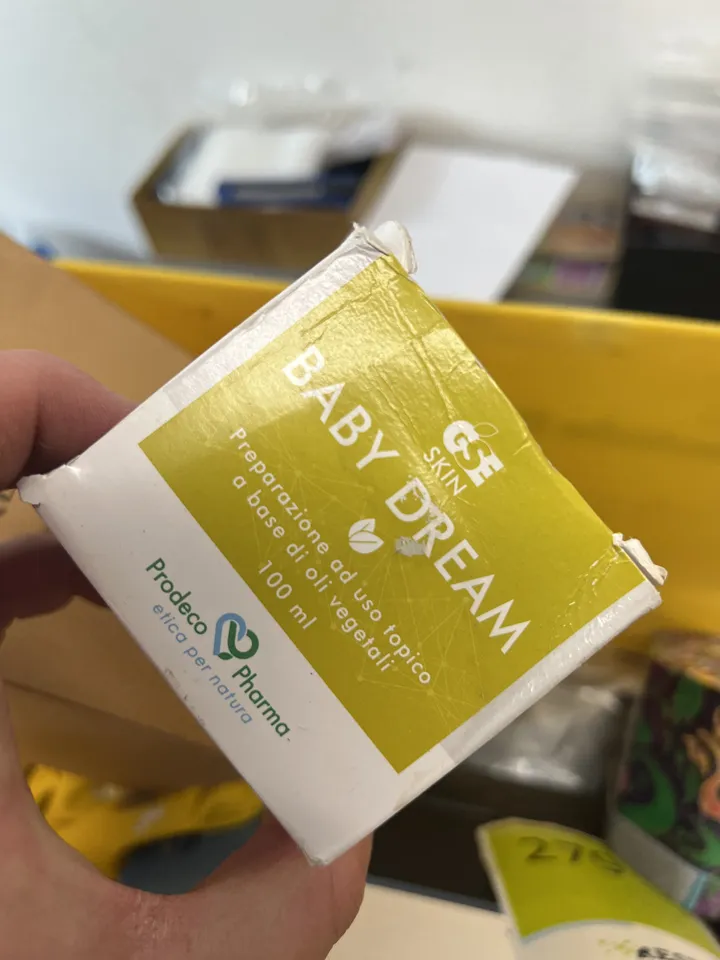 GSE
SKIN
BABY DREAM
Preparazione ad uso topico
a base di oli vegetali
100 ml
Prodeco Pharma
etica per natura